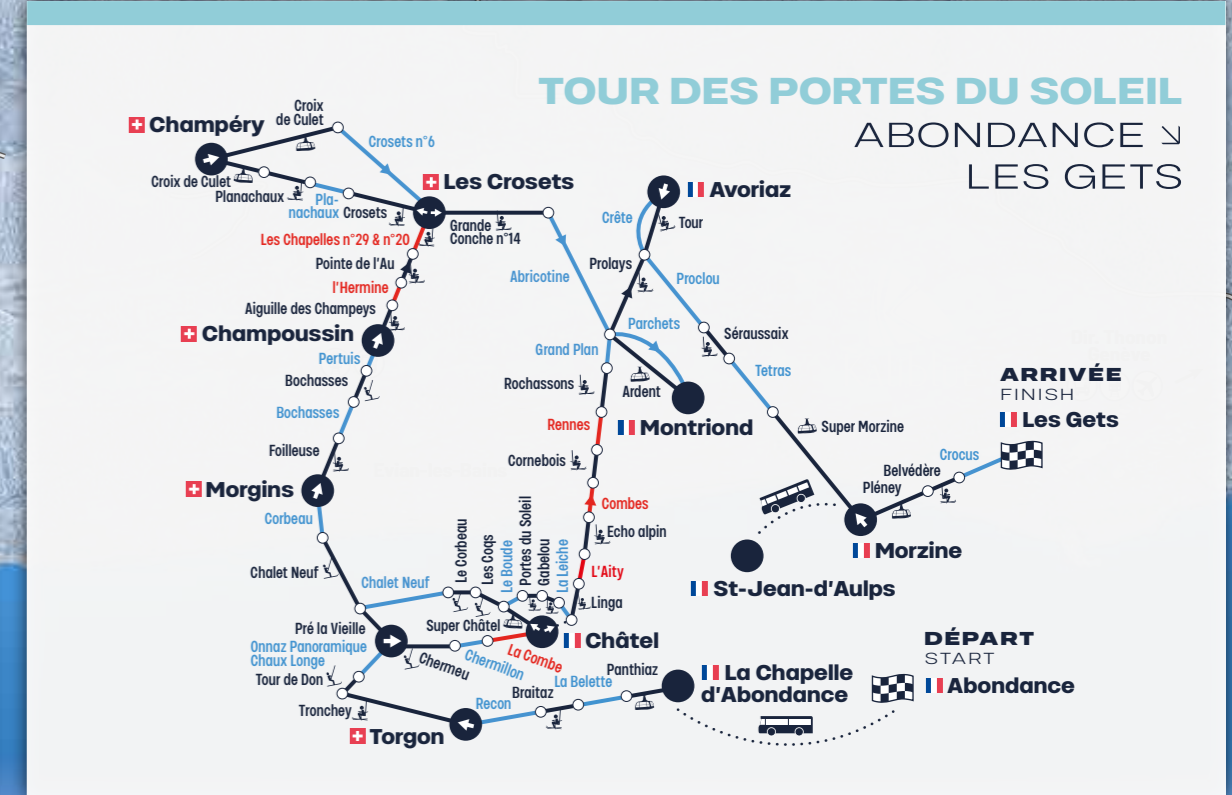 TOUR DES PORTES DU SOLEIL
ABONDANCE ↘
LES GETS
Croix
de Culet
Champéry
Crosets n°6
Croix de Culet
Planachaux
Pla-
nachaux
Crosets
Les Crosets
Grande
Conche n°14
Les Chapelles n°29 & n°20
Pointe de l'Au
l'Hermine
Aiguille des Champeys
Champoussin
Pertuis
Bochasses
Bochasses
Foilleuse
Morgins
Corbeau
Chalet Neuf
Chalet Neuf
Le Corbeau
Les Coqs
Le Boude
Portes du Soleil
Gabelou
La Leiche
Super Châtel
Châtel
Pré la Vieille
Onnaz Panoramique
Chaux Longe
Tour de Don
Tronchey
Chermeu
Chermillon
La Combe
Torgon
Recon
Braitaz
La Belette
Panthiaz
La Chapelle
d'Abondance
DÉPART
START
Abondance
Linga
L'Aity
Echo alpin
Combes
Cornebois
Rennes
Rochassons
Grand Plan
Abricotine
Parchets
Ardent
Montriond
Prolays
Crête
Tour
Avoriaz
Proclou
Séraussaix
Tetras
Super Morzine
Morzine
St-Jean-d'Aulps
Pléney
Belvédère
Crocus
ARRIVÉE
FINISH
Les Gets